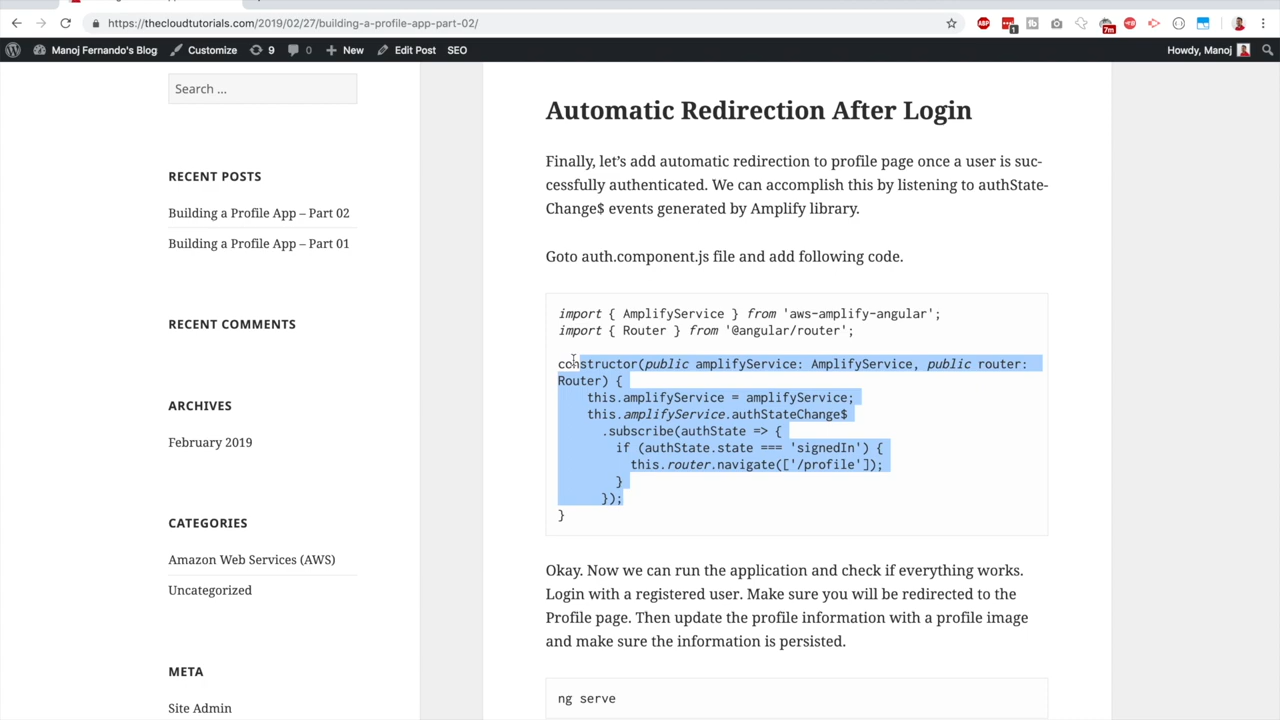 https://thecloudtutorials.com/2019/02/27/building-a-profile-app-part-02/
ABP
1
7m
Manoj Fernando's Blog
Customize
9
0
New
Edit Post
SEO
Howdy, Manoj
Search …
RECENT POSTS
Building a Profile App – Part 02
Building a Profile App – Part 01
RECENT COMMENTS
ARCHIVES
February 2019
CATEGORIES
Amazon Web Services (AWS)
Uncategorized
META
Site Admin
Automatic Redirection After Login
Finally, let's add automatic redirection to profile page once a user is suc-
cessfully authenticated. We can accomplish this by listening to authState-
Change$ events generated by Amplify library.
Goto auth.component.js file and add following code.
import { AmplifyService } from 'aws-amplify-angular';
import { Router } from '@angular/router';
constructor(public amplifyService: AmplifyService, public router:
Router) {
this.amplifyService = amplifyService;
this.amplifyService.authStateChange$
.subscribe(authState => {
if (authState.state === 'signedIn') {
this.router.navigate(['/profile']);
}
});
}
Okay. Now we can run the application and check if everything works.
Login with a registered user. Make sure you will be redirected to the
Profile page. Then update the profile information with a profile image
and make sure the information is persisted.
ng serve